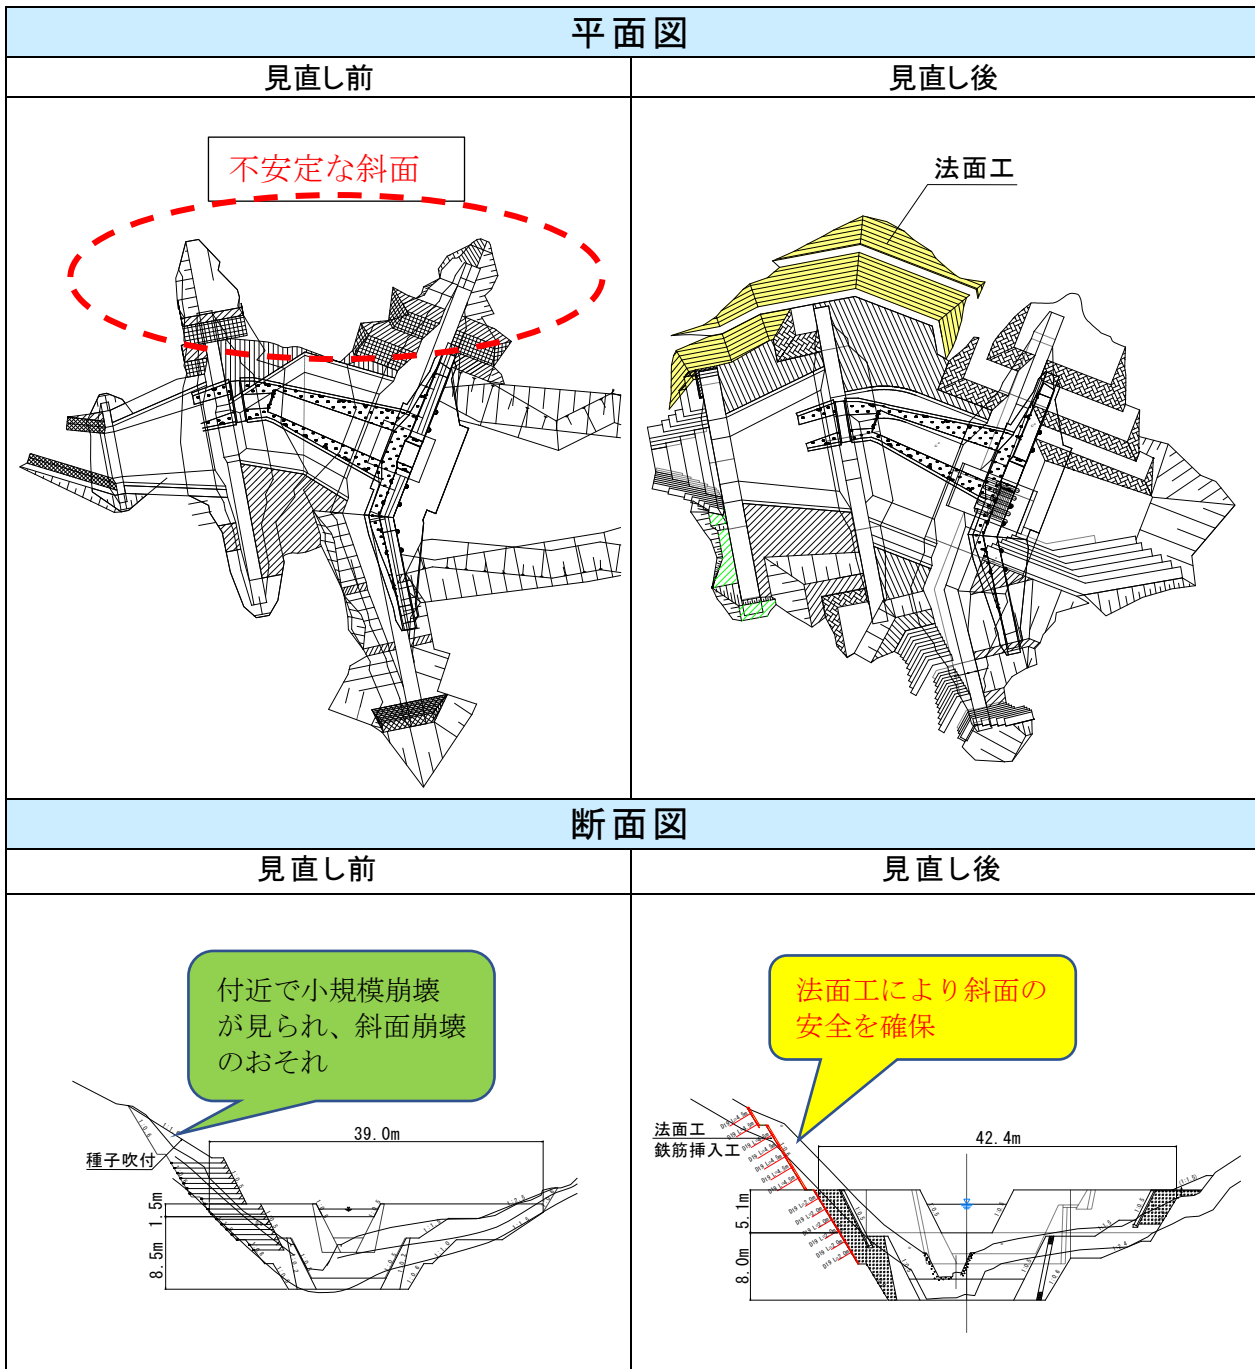 平面図
見直し前
見直し後
不安定な斜面
法面工
断面図
見直し前
見直し後
付近で小規模崩壊
が見られ、斜面崩壊
のおそれ
法面工により斜面の
安全を確保
39.0m
種子吹付
1.5m
8.5m
法面工
鉄筋挿入工
42.4m
5.1m
8.0m